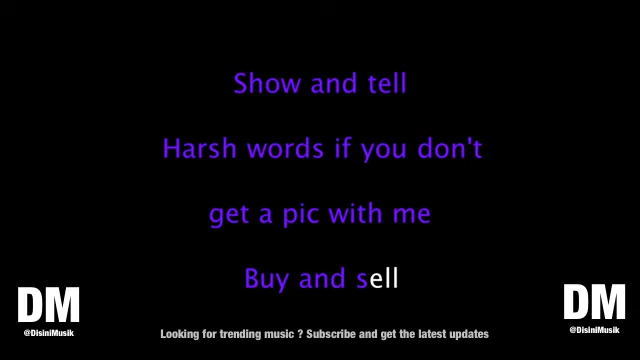 Show and tell
Harsh words if you don't
get a pic with me
Buy and sell
DM
@DisiniMusik
DM
@DisiniMusik
Looking for trending music ? Subscribe and get the latest updates